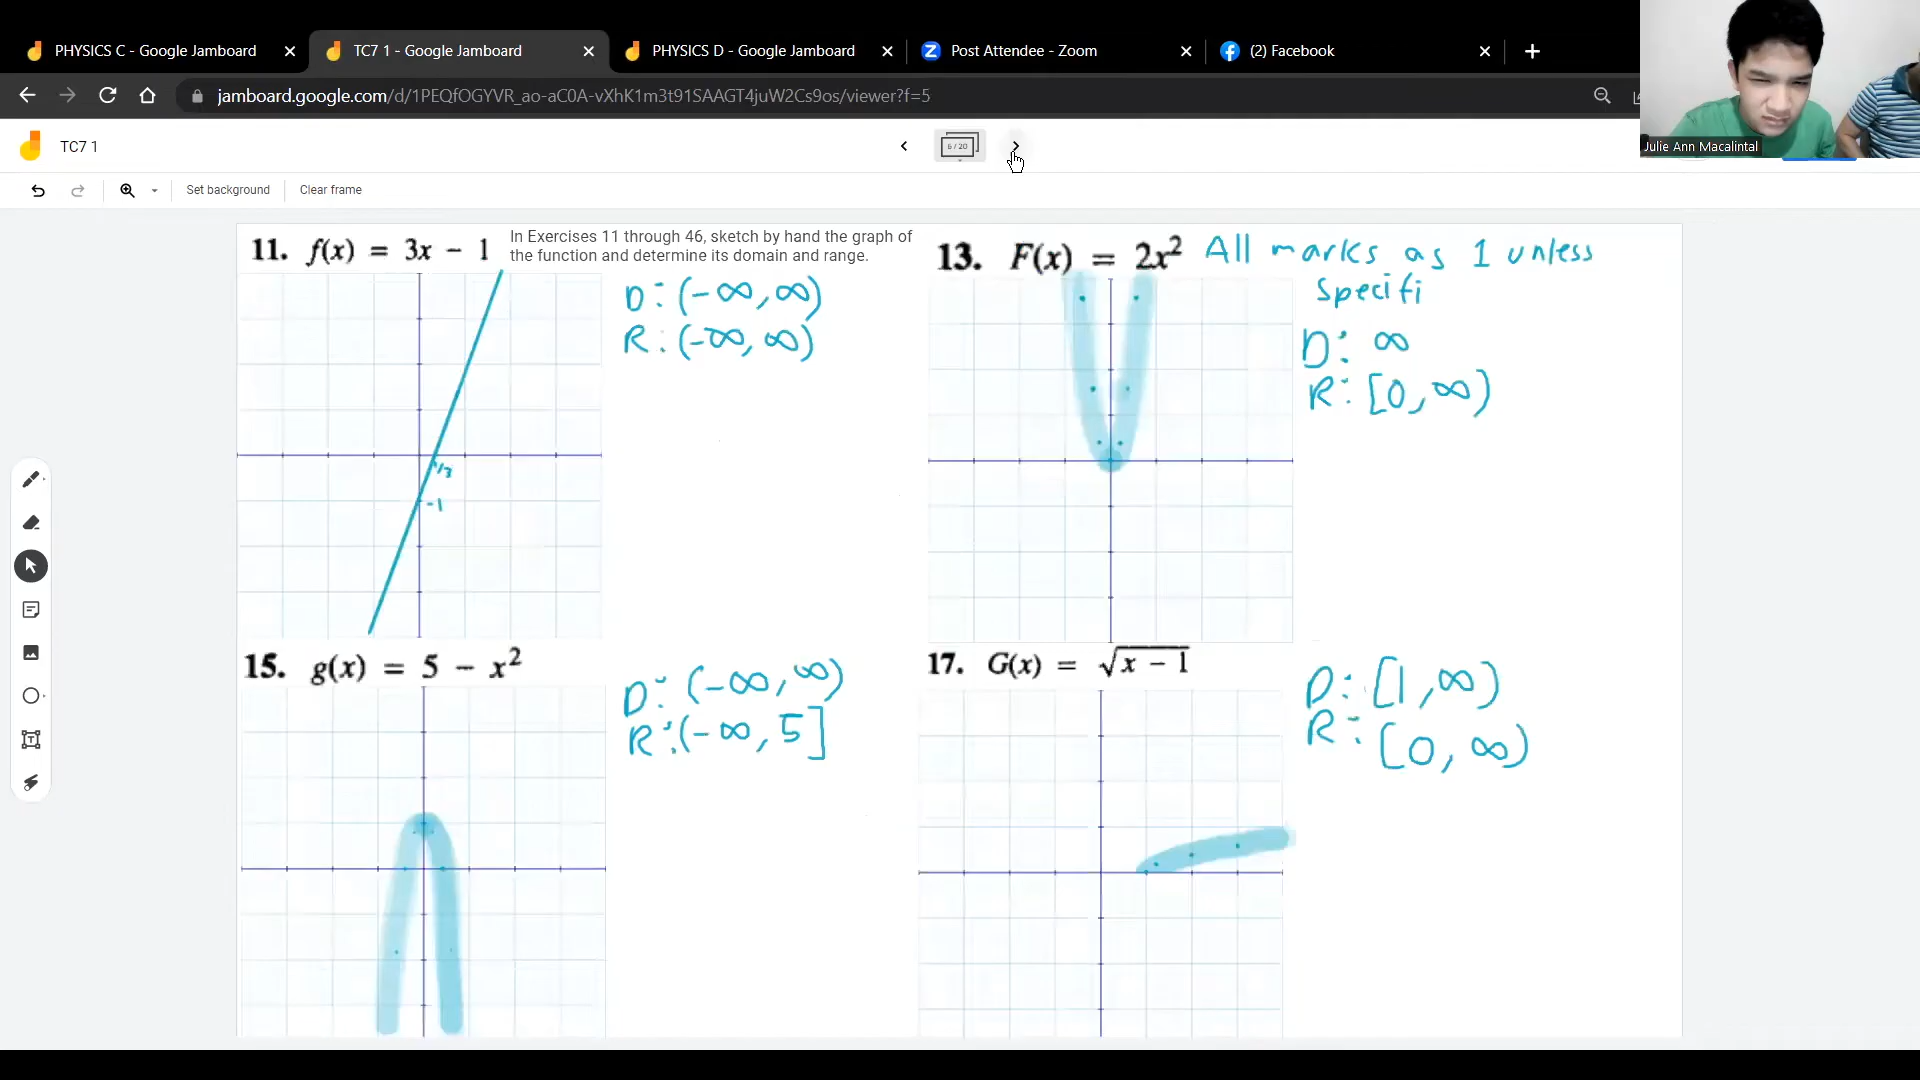 PHYSICS C - Google Jamboard
TC7 1 - Google Jamboard
PHYSICS D - Google Jamboard
Post Attendee - Zoom
(2) Facebook
jamboard.google.com/d/1PEQfOGYVR_ao-aC0A-vXhK1m3t91SAAGT4juW2Cs9os/viewer?f=5
Julie Ann Macalintal
TC7 1
6 / 20
Set background
Clear frame
11. f(x) = 3x - 1
In Exercises 11 through 46, sketch by hand the graph of
the function and determine its domain and range.
D: (-∞, ∞)
R: (-∞, ∞)
1/3
-1
13. F(x) = 2x²
All marks as 1 unless
specifi
D: ∞
R: [0, ∞)
15. g(x) = 5 - x²
D: (-∞, ∞)
R: (-∞, 5]
17. G(x) = √x - 1
D: [1, ∞)
R: [0, ∞)